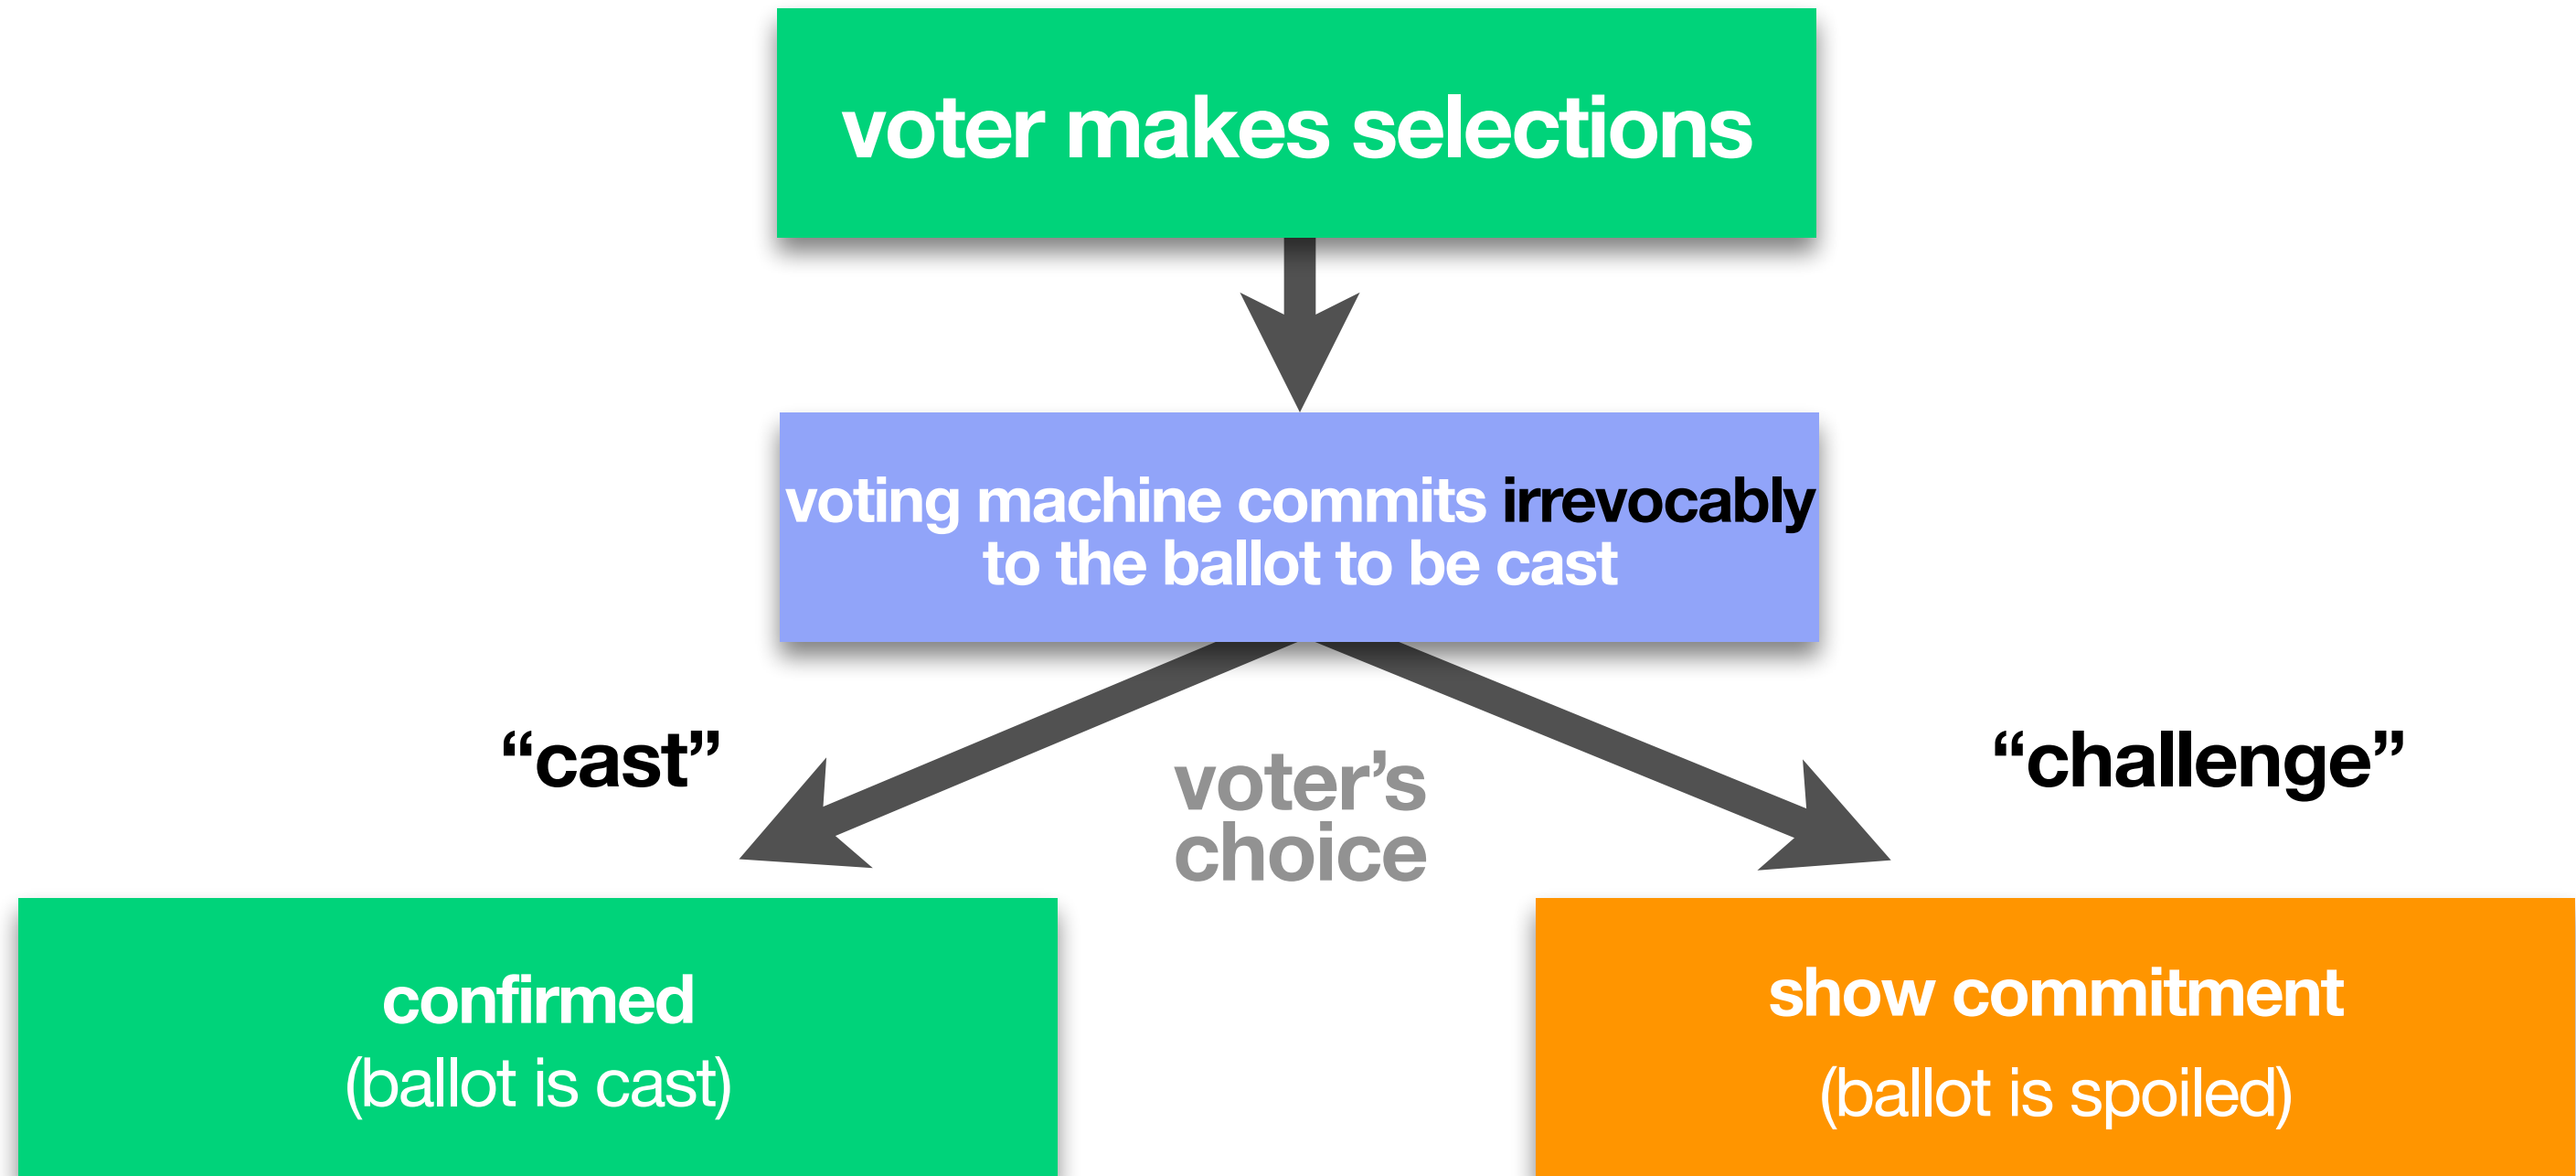 voter makes selections
voting machine commits irrevocably
to the ballot to be cast
“cast”
“challenge”
voter’s
choice
confirmed
(ballot is cast)
show commitment
(ballot is spoiled)